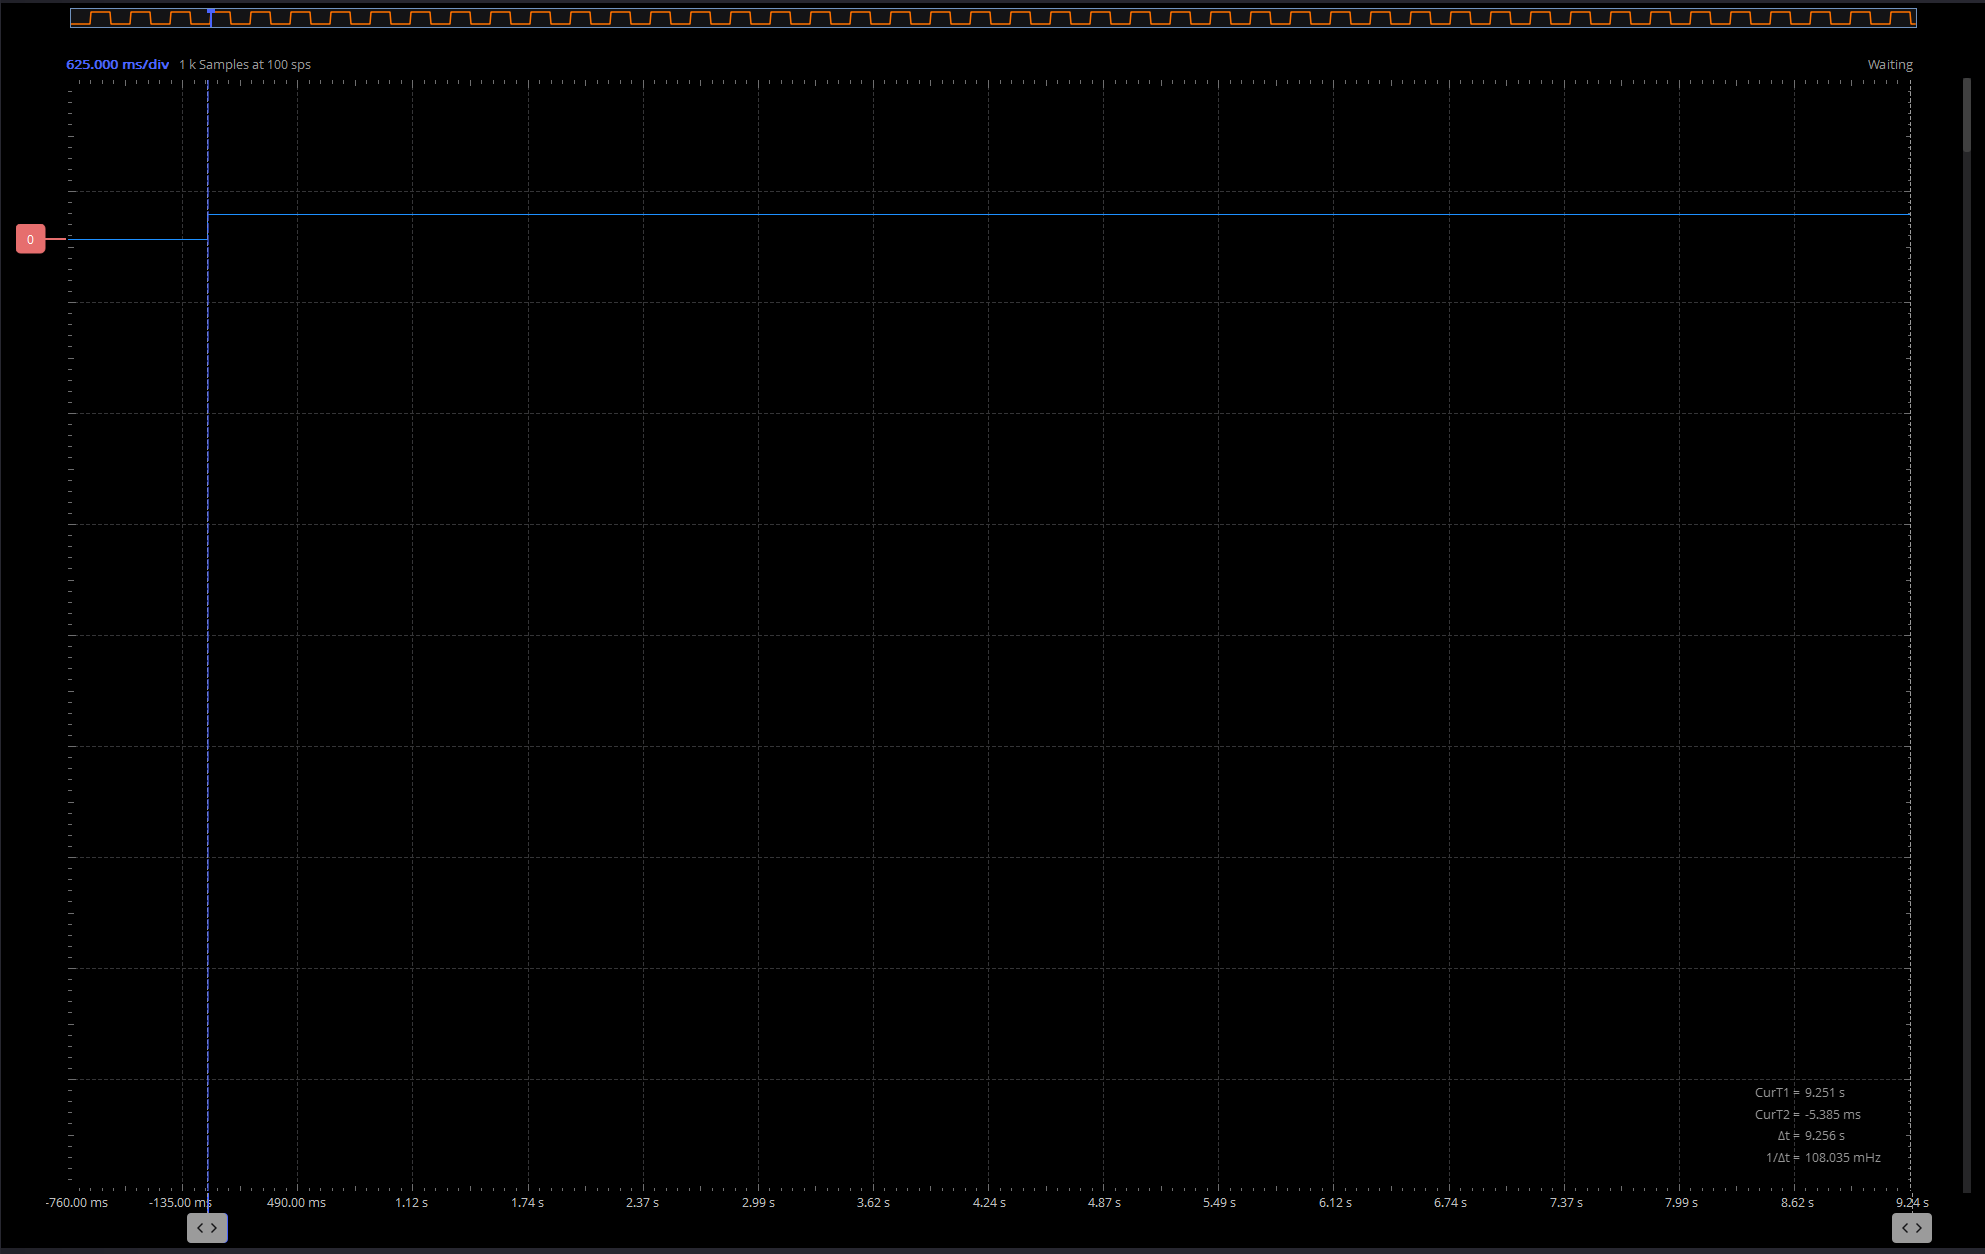 625.000 ms/div 1 k Samples at 100 sps Waiting
0
CurT1 = 9.251 s
CurT2 = -5.385 ms
Δt = 9.256 s
1/Δt = 108.035 mHz
-760.00 ms -135.00 ms 490.00 ms 1.12 s 1.74 s 2.37 s 2.99 s 3.62 s 4.24 s 4.87 s 5.49 s 6.12 s 6.74 s 7.37 s 7.99 s 8.62 s 9.24 s